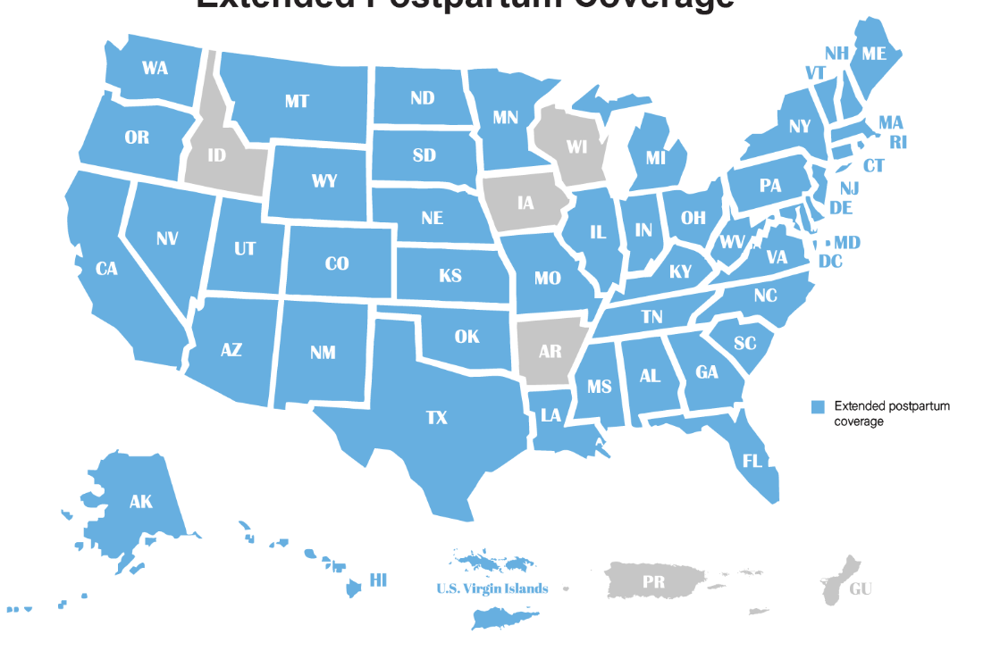 Extended Postpartum Coverage
NH
ME
VT
WA
MT
ND
MN
OR
ID
SD
WI
MI
NY
MA
RI
CT
WY
IA
PA
NJ
NE
DE
NV
UT
CO
IL
IN
OH
WV
MD
VA
DC
CA
KS
MO
KY
NC
TN
AZ
NM
OK
AR
SC
MS
AL
GA
TX
LA
Extended postpartum
coverage
FL
AK
HI
U.S. Virgin Islands
PR
GU